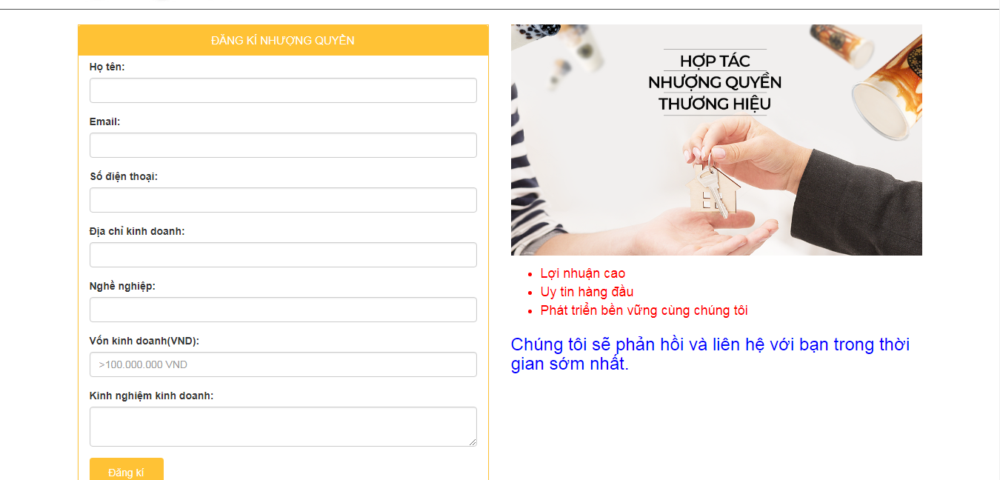 ĐĂNG KÍ NHƯỢNG QUYỀN
Họ tên:
Email:
Số điện thoại:
Địa chỉ kinh doanh:
Nghề nghiệp:
Vốn kinh doanh(VND):
>100.000.000 VND
Kinh nghiệm kinh doanh:
Đăng kí
HỢP TÁC
NHƯỢNG QUYỀN
THƯƠNG HIỆU
Lợi nhuận cao
Uy tin hàng đầu
Phát triển bền vững cùng chúng tôi
Chúng tôi sẽ phản hồi và liên hệ với bạn trong thời
gian sớm nhất.